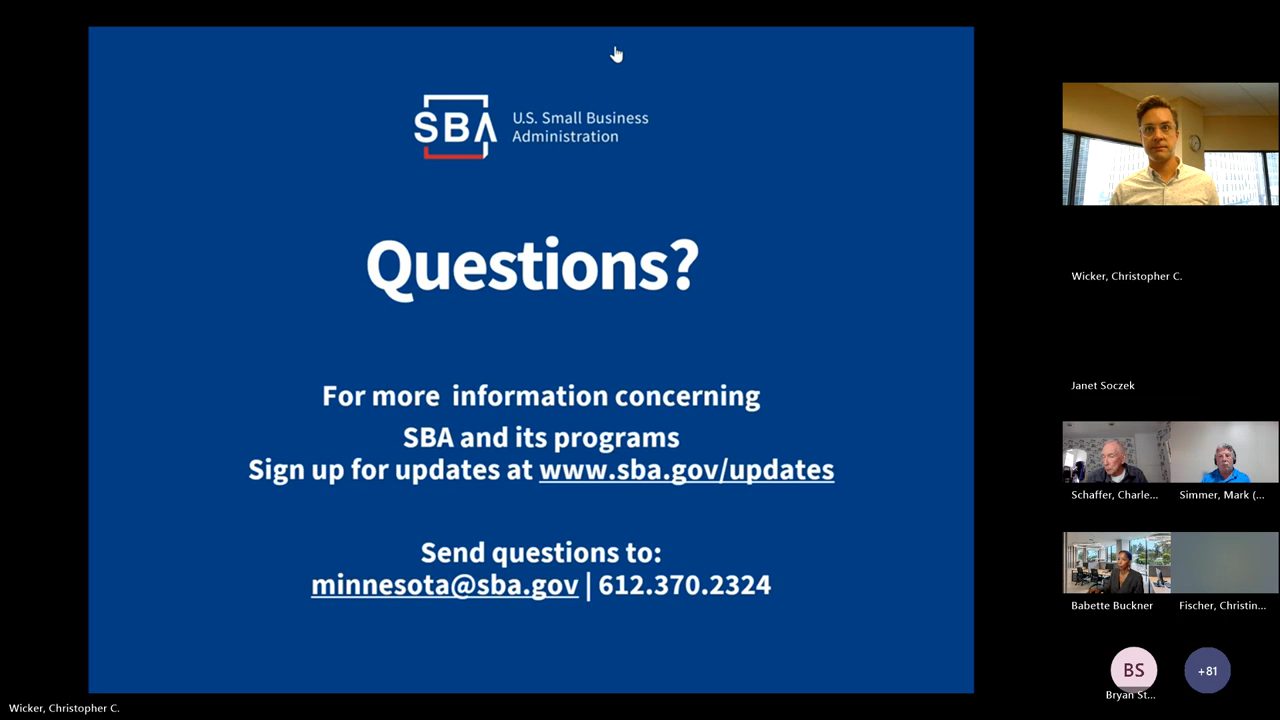 SBA
U.S. Small Business
Administration
Questions?
For more information concerning
SBA and its programs
Sign up for updates at www.sba.gov/updates
Send questions to:
minnesota@sba.gov | 612.370.2324
Wicker, Christopher C.
Wicker, Christopher C.
Janet Soczek
Schaffer, Charle...
Simmer, Mark (...
Babette Buckner
Fischer, Christin...
BS
+81
Bryan St...